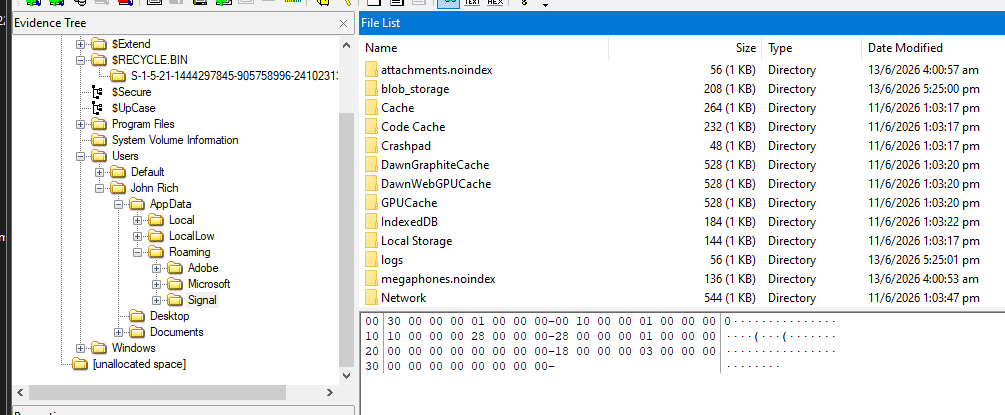 Evidence Tree
$Extend
$RECYCLE.BIN
S-1-5-21-1444297845-905758996-24102313
$Secure
$UpCase
Program Files
System Volume Information
Users
Default
John Rich
AppData
Local
LocalLow
Roaming
Adobe
Microsoft
Signal
Desktop
Documents
Windows
[unallocated space]
File List
Name Size Type Date Modified
attachments.noindex 56 (1 KB) Directory 13/6/2026 4:00:57 am
blob_storage 208 (1 KB) Directory 13/6/2026 5:25:00 pm
Cache 264 (1 KB) Directory 11/6/2026 1:03:17 pm
Code Cache 232 (1 KB) Directory 11/6/2026 1:03:17 pm
Crashpad 48 (1 KB) Directory 11/6/2026 1:03:17 pm
DawnGraphiteCache 528 (1 KB) Directory 11/6/2026 1:03:20 pm
DawnWebGPUCache 528 (1 KB) Directory 11/6/2026 1:03:20 pm
GPUCache 528 (1 KB) Directory 11/6/2026 1:03:20 pm
IndexedDB 184 (1 KB) Directory 11/6/2026 1:03:22 pm
Local Storage 144 (1 KB) Directory 11/6/2026 1:03:17 pm
logs 56 (1 KB) Directory 13/6/2026 5:25:01 pm
megaphones.noindex 136 (1 KB) Directory 13/6/2026 4:00:53 am
Network 544 (1 KB) Directory 11/6/2026 1:03:47 pm
00 30 00 00 00 01 00 00 00-00 10 00 00 01 00 00 00 0···············
10 10 00 00 00 28 00 00 00-28 00 00 00 01 00 00 00 ····(···(·······
20 00 00 00 00 00 00 00 00-18 00 00 00 03 00 00 00 ················
30 00 00 00 00 00 00 00 00- ········